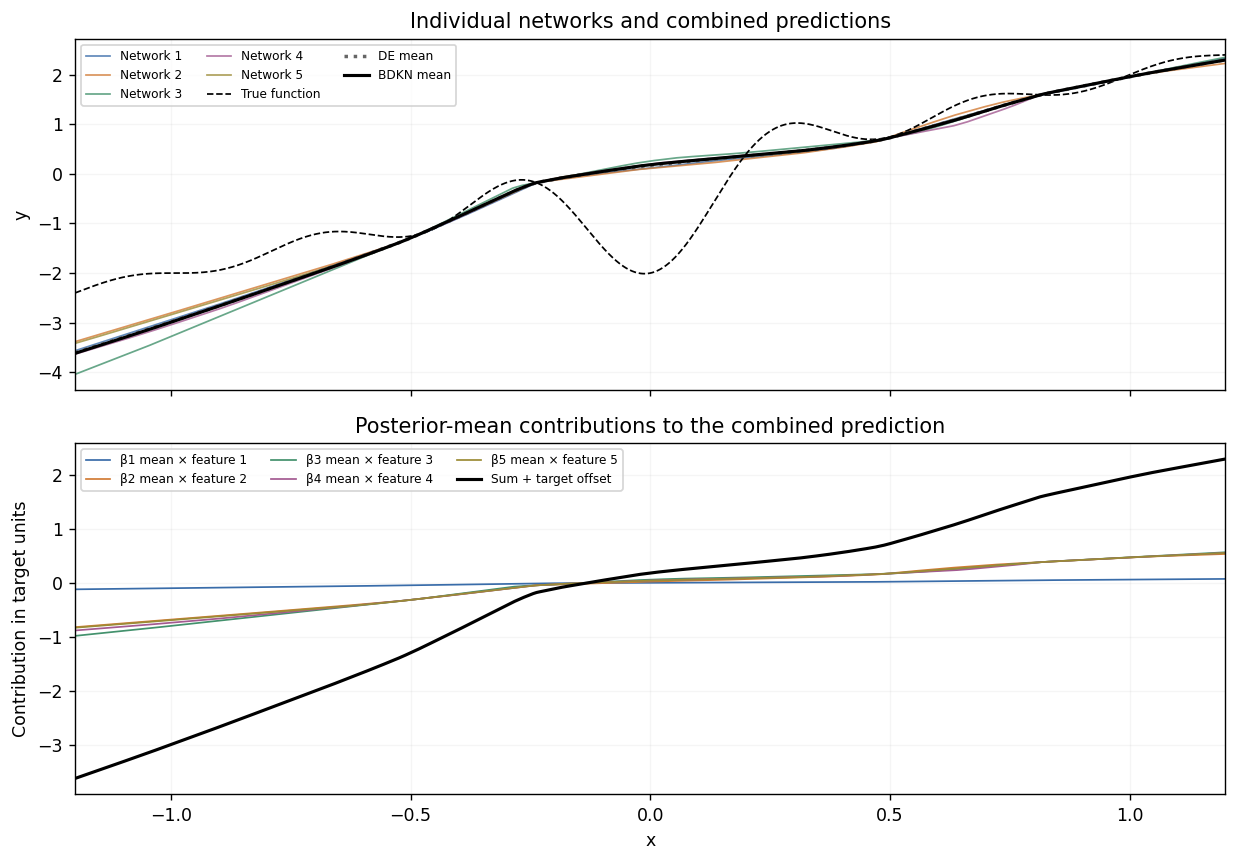 Individual networks and combined predictions
Network 1
Network 2
Network 3
Network 4
Network 5
True function
DE mean
BDKN mean
y
2
1
0
−1
−2
−3
−4
Posterior-mean contributions to the combined prediction
β1 mean × feature 1
β2 mean × feature 2
β3 mean × feature 3
β4 mean × feature 4
β5 mean × feature 5
Sum + target offset
Contribution in target units
2
1
0
−1
−2
−3
−1.0
−0.5
0.0
0.5
1.0
x